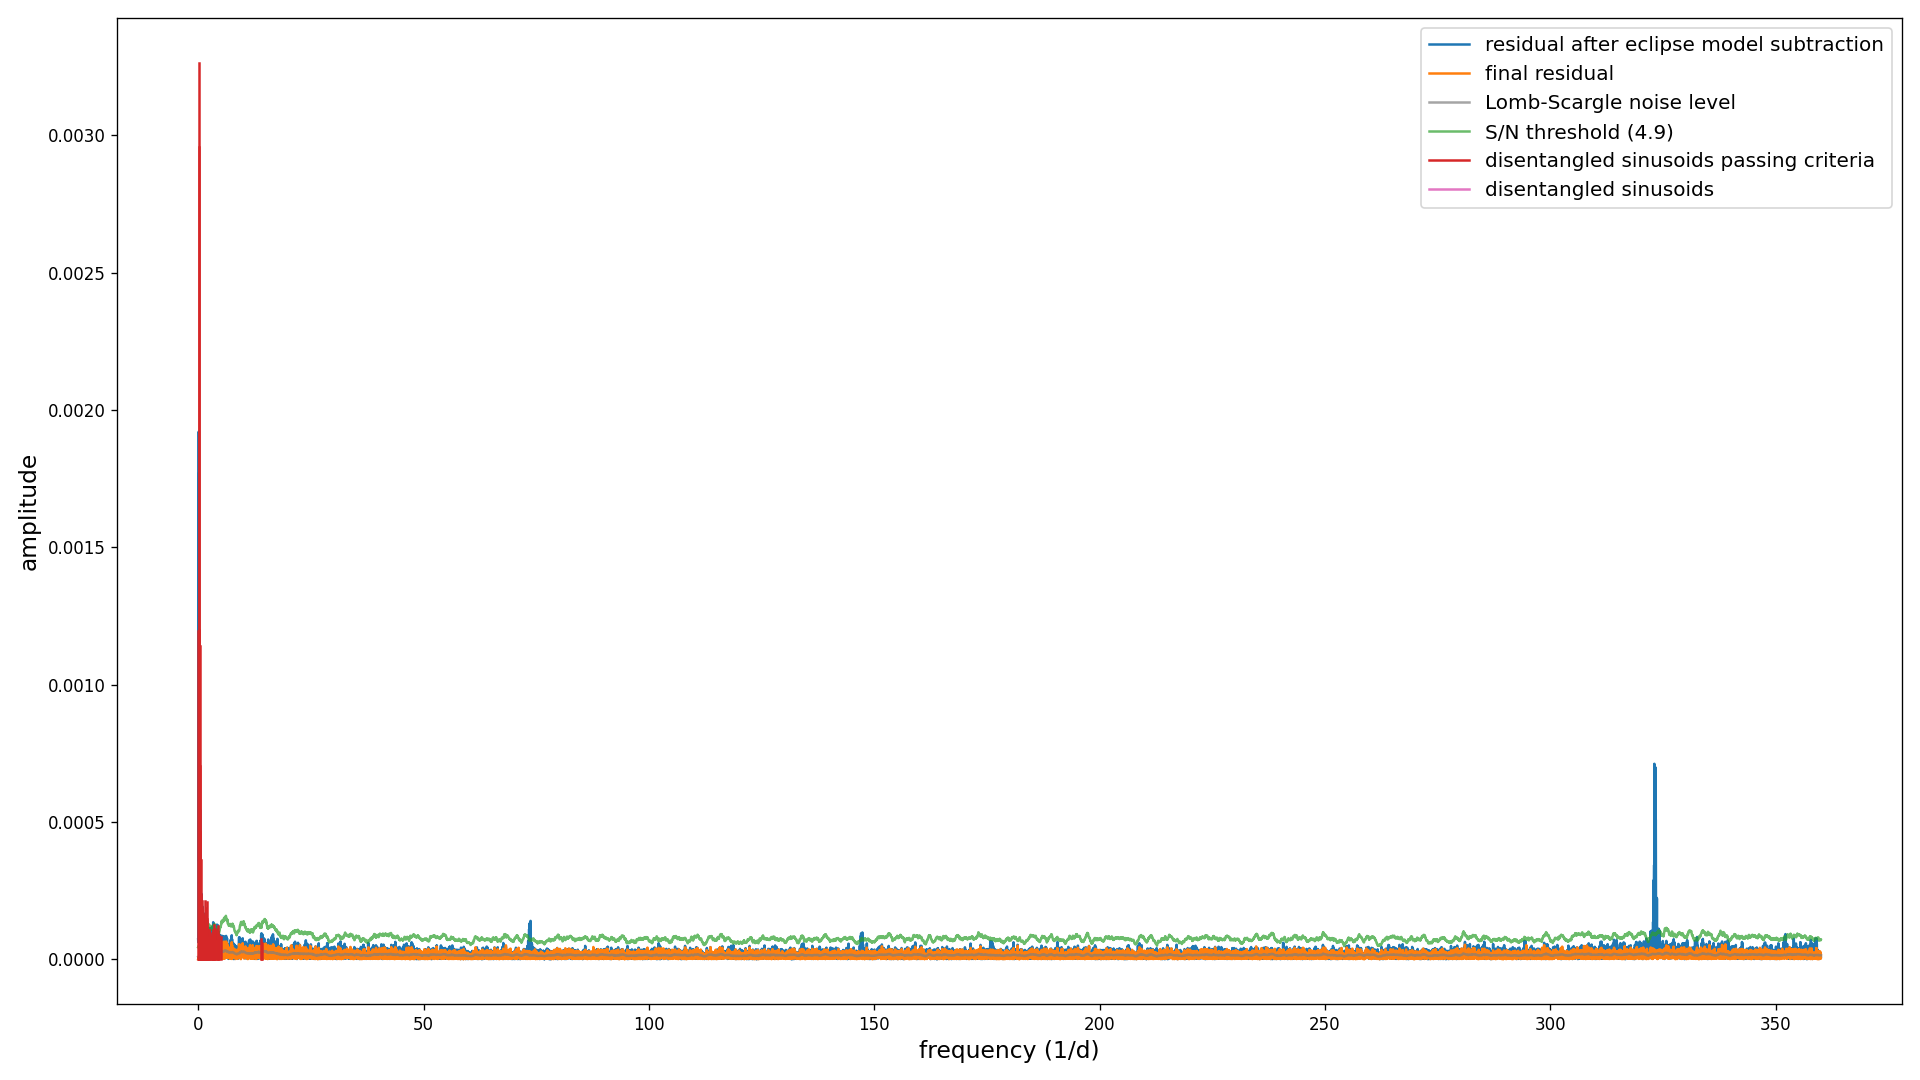 residual after eclipse model subtraction
final residual
Lomb-Scargle noise level
S/N threshold (4.9)
disentangled sinusoids passing criteria
disentangled sinusoids
0.0030
0.0025
0.0020
0.0015
0.0010
0.0005
0.0000
amplitude
0 50 100 150 200 250 300 350
frequency (1/d)